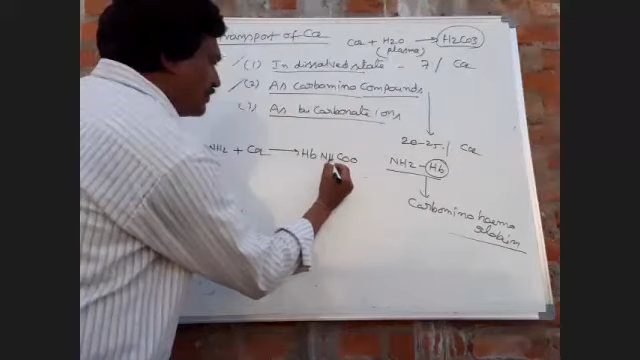 transport of CO2
CO2 + H2O → H2CO3
(plasma)
(1) In dissolved state - 7% CO2
(2) As Carbamino Compounds
(3) As bicarbonate ions
20-25% CO2
NH2 + CO2 → Hb NHCOO
NH2-Hb
Carbamino haemo
globin